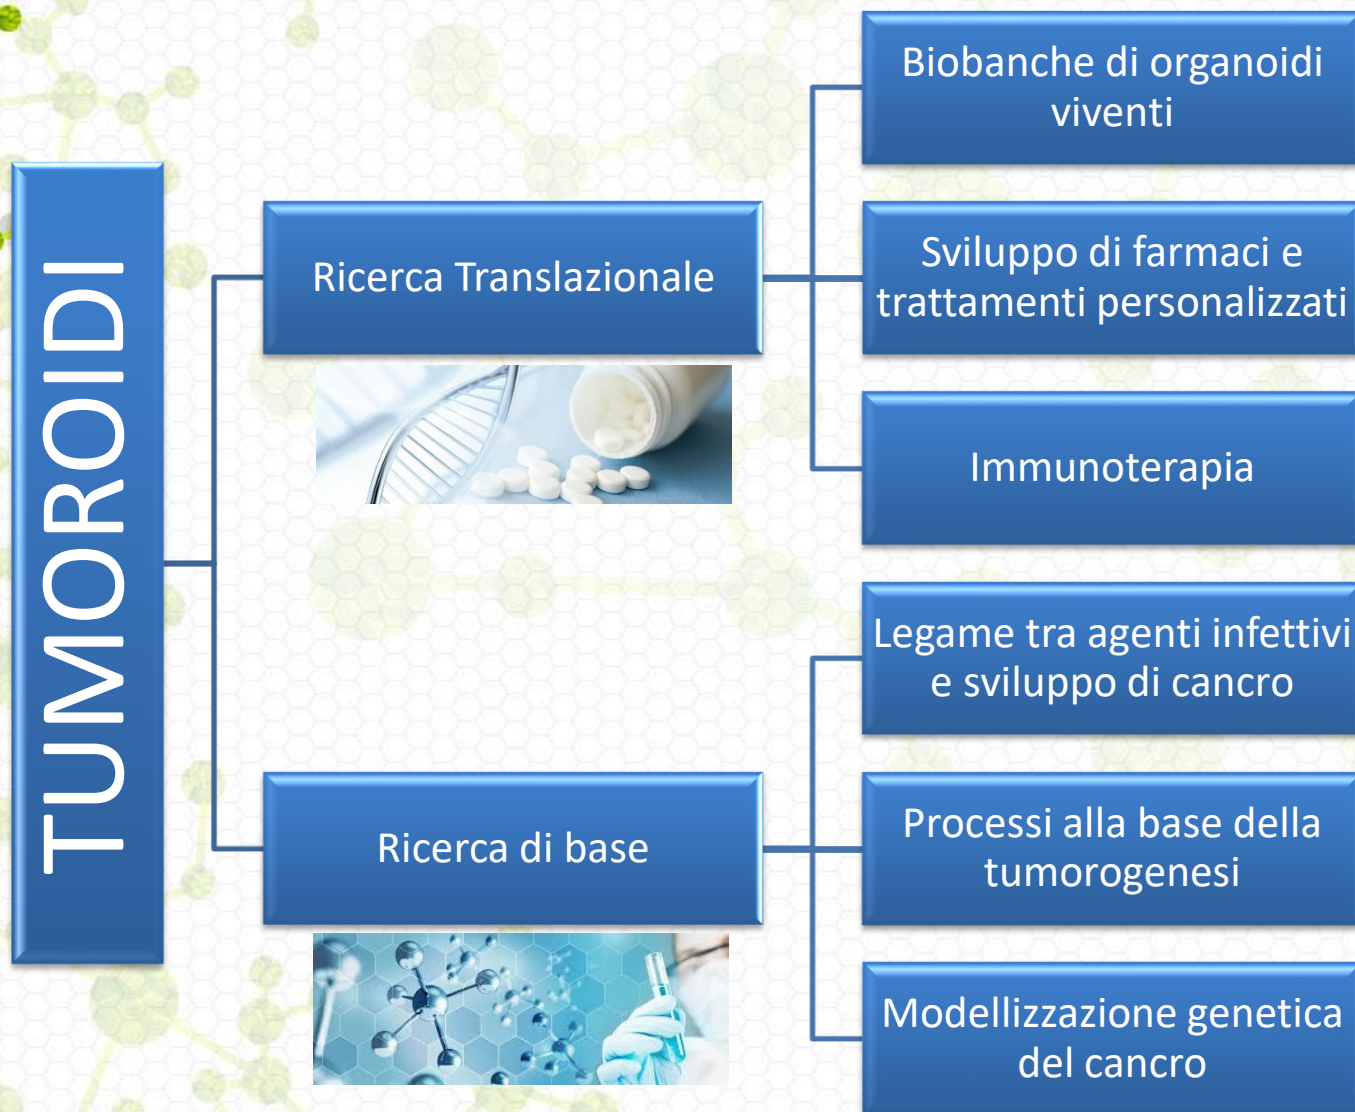 TUMOROIDI
Ricerca Translazionale
Biobanche di organoidi
viventi
Sviluppo di farmaci e
trattamenti personalizzati
Immunoterapia
Ricerca di base
Legame tra agenti infettivi
e sviluppo di cancro
Processi alla base della
tumorogenesi
Modellizzazione genetica
del cancro